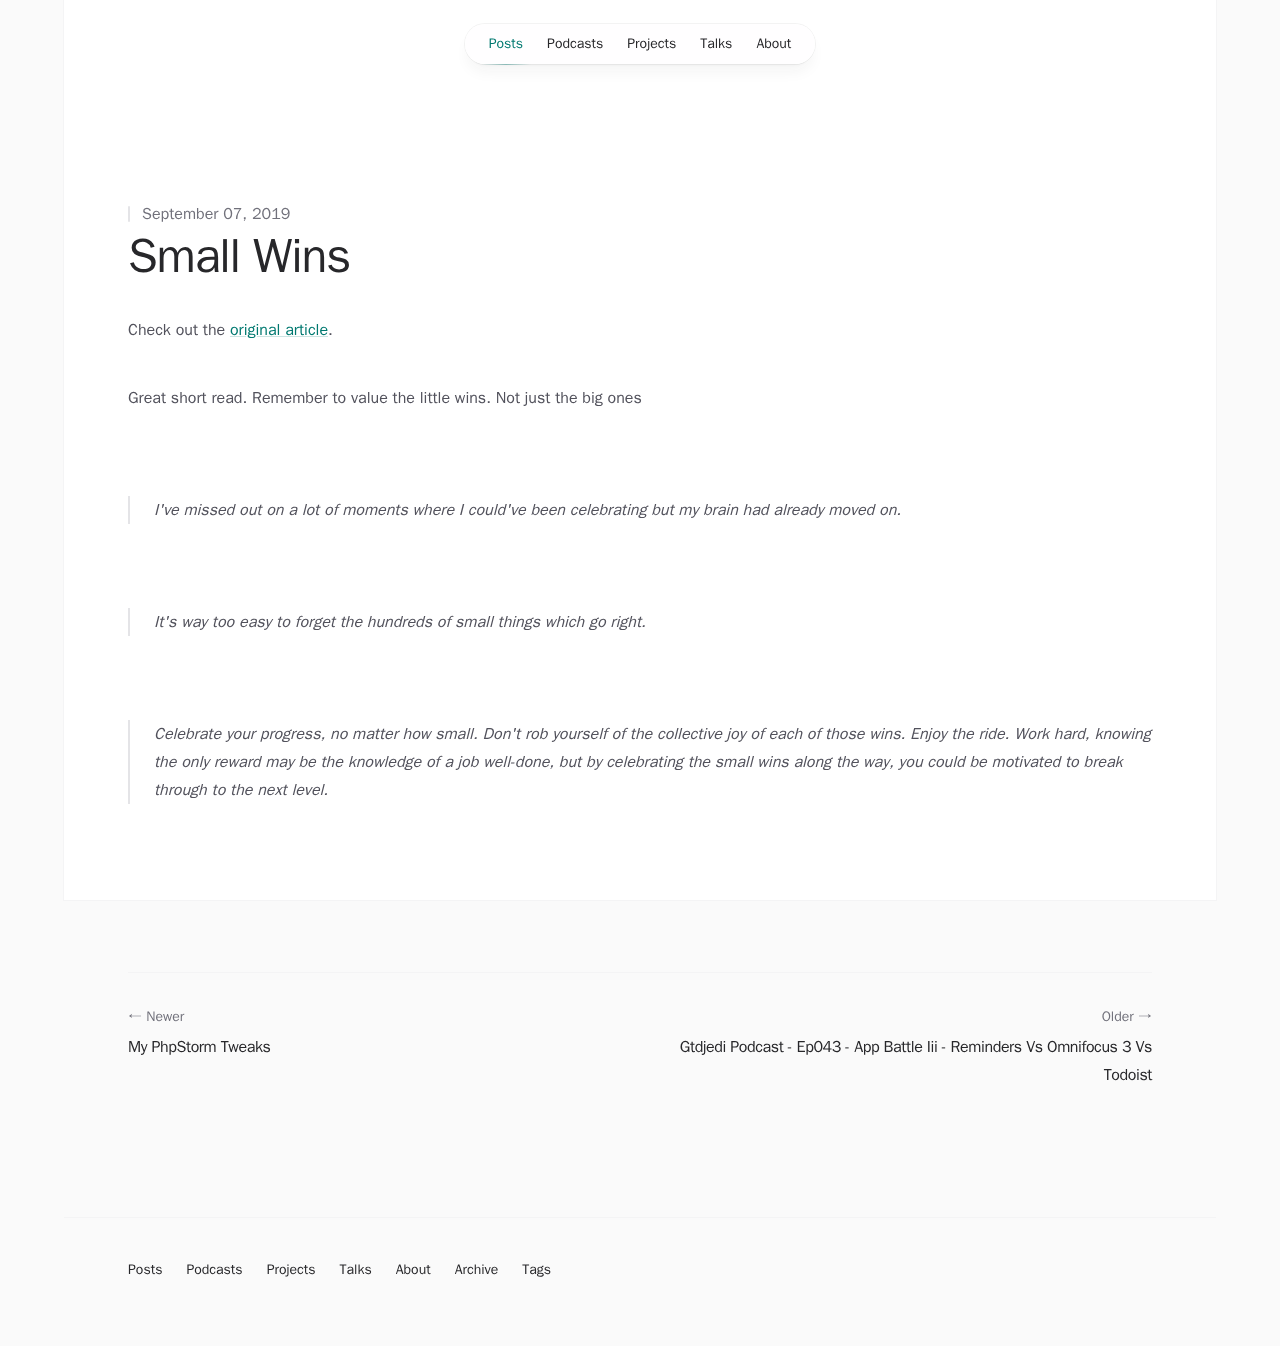 Posts Podcasts Projects Talks About
September 07, 2019
Small Wins
Check out the original article.
Great short read. Remember to value the little wins. Not just the big ones
I've missed out on a lot of moments where I could've been celebrating but my brain had already moved on.
It's way too easy to forget the hundreds of small things which go right.
Celebrate your progress, no matter how small. Don't rob yourself of the collective joy of each of those wins. Enjoy the ride. Work hard, knowing
the only reward may be the knowledge of a job well-done, but by celebrating the small wins along the way, you could be motivated to break
through to the next level.
← Newer
My PhpStorm Tweaks
Older →
Gtdjedi Podcast - Ep043 - App Battle Iii - Reminders Vs Omnifocus 3 Vs
Todoist
Posts Podcasts Projects Talks About Archive Tags